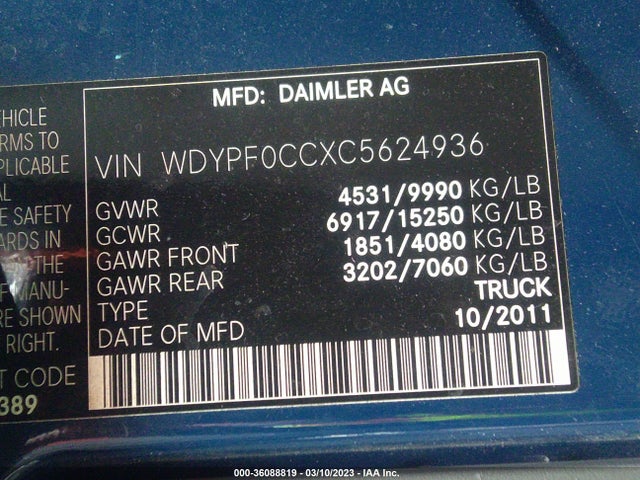 MFD: DAIMLER AG
EHICLE
RMS TO
PLICABLE
AL
E SAFETY
ARDS IN
THE
F MANU-
RE SHOWN
RIGHT.
T CODE
389
VIN WDYPF0CCXC5624936
GVWR 4531/9990 KG/LB
GCWR 6917/15250 KG/LB
GAWR FRONT 1851/4080 KG/LB
GAWR REAR 3202/7060 KG/LB
TYPE TRUCK
DATE OF MFD 10/2011
000-36088819 - 03/10/2023 - IAA Inc.